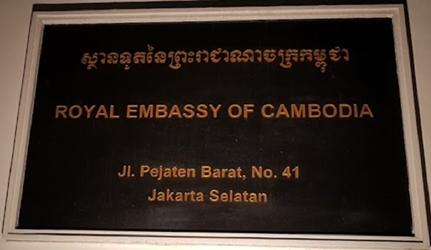 ស្ថានទូតនៃព្រះរាជាណាចក្រកម្ពុជា
ROYAL EMBASSY OF CAMBODIA
Jl. Pejaten Barat, No. 41
Jakarta Selatan